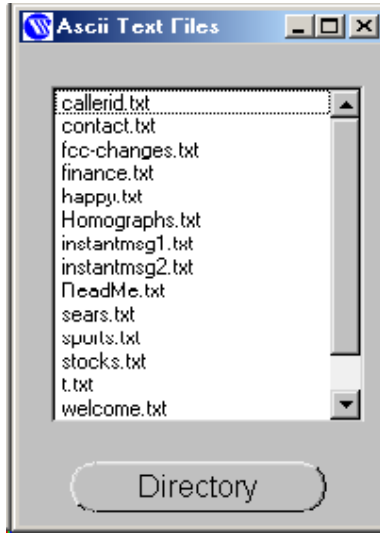 Ascii Text Files
callerid.txt
contact.txt
fcc-changes.txt
finance.txt
happy.txt
Homographs.txt
instantmsg1.txt
instantmsg2.txt
ReadMe.txt
sears.txt
sports.txt
stocks.txt
t.txt
welcome.txt
Directory